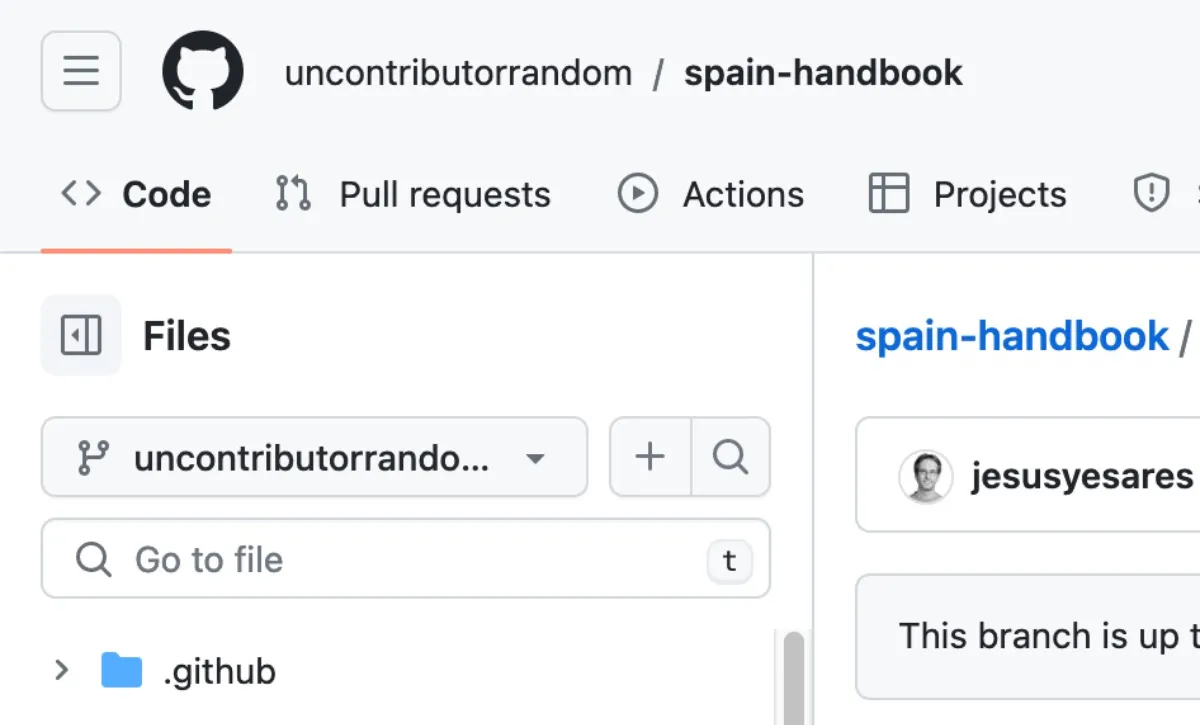 uncontributorrandom / spain-handbook
Code Pull requests Actions Projects
Files
spain-handbook /
uncontributorrando...
jesusyesares
Go to file t
This branch is up
.github